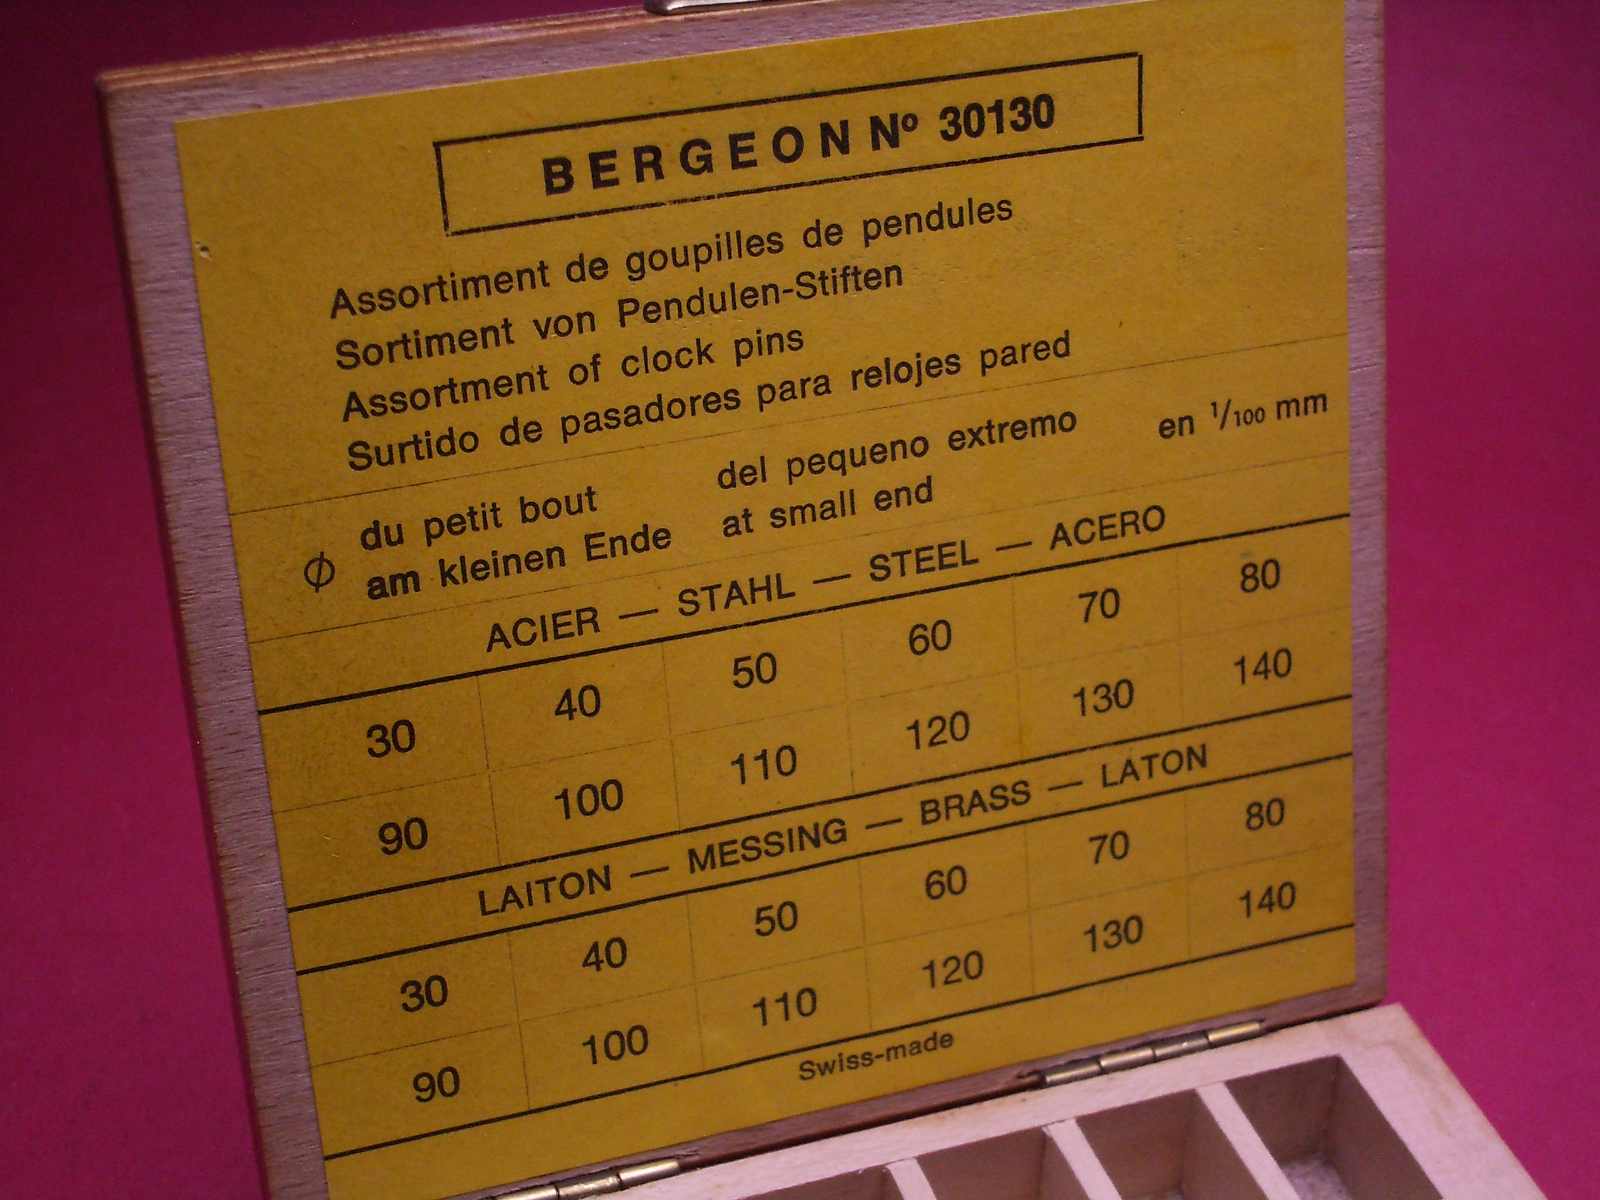 BERGEON Nº 30130
Assortiment de goupilles de pendules
Sortiment von Pendulen-Stiften
Assortment of clock pins
Surtido de pasadores para relojes pared
Ø du petit bout del pequeno extremo en 1/100 mm
am kleinen Ende at small end
ACIER — STAHL — STEEL — ACERO
30 40 50 60 70 80
90 100 110 120 130 140
LAITON — MESSING — BRASS — LATON
30 40 50 60 70 80
90 100 110 120 130 140
Swiss-made